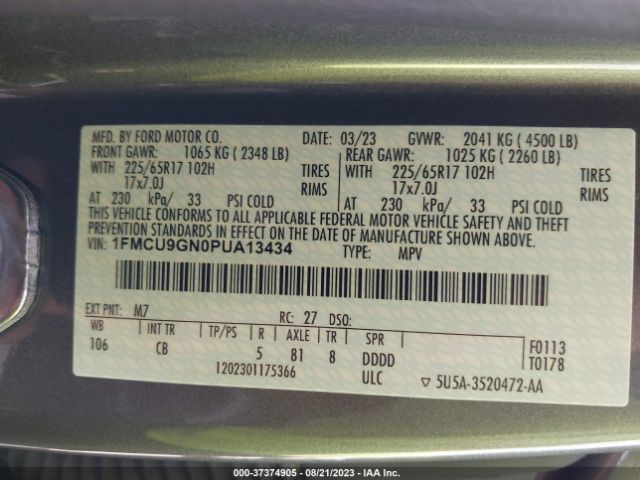 MFD. BY FORD MOTOR CO. DATE: 03/23 GVWR: 2041 KG ( 4500 LB)
FRONT GAWR: 1065 KG ( 2348 LB) REAR GAWR: 1025 KG ( 2260 LB)
WITH 225/65R17 102H TIRES WITH 225/65R17 102H TIRES
17x7.0J RIMS 17x7.0J RIMS
AT 230 kPa/ 33 PSI COLD AT 230 kPa/ 33 PSI COLD
THIS VEHICLE CONFORMS TO ALL APPLICABLE FEDERAL MOTOR VEHICLE SAFETY AND THEFT
PREVENTION STANDARDS IN EFFECT ON THE DATE OF MANUFACTURE SHOWN ABOVE.
VIN: 1FMCU9GN0PUA13434 TYPE: MPV
EXT PNT: M7 RC: 27 DSO:
WB INT TR TP/PS R AXLE TR SPR F0113
106 CB 5 81 8 DDDD T0178
1202301175366 ULC ▽ 5U5A-3520472-AA
000-37374905 - 08/21/2023 - IAA Inc.